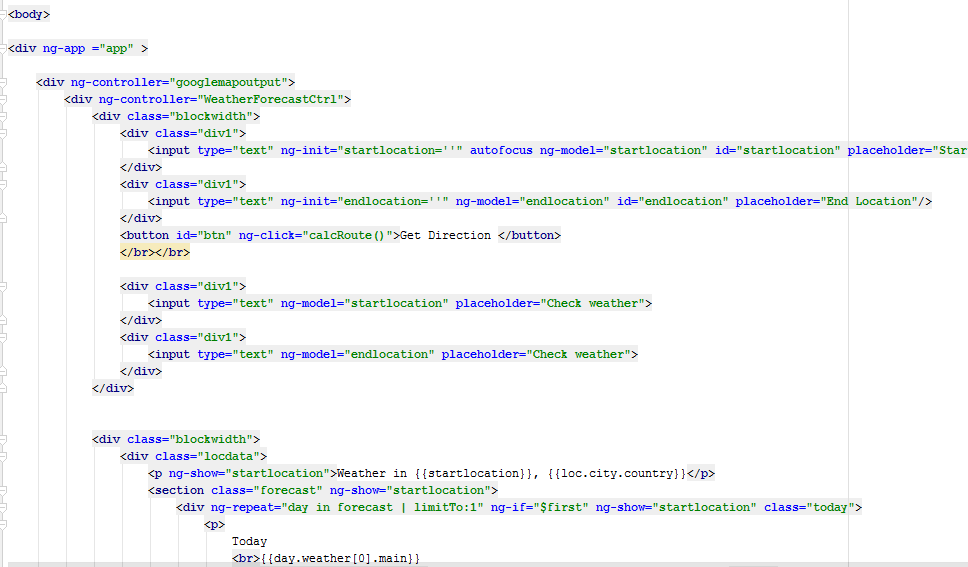 <body>
<div ng-app ="app" >
<div ng-controller="googlemapoutput">
<div ng-controller="WeatherForecastCtrl">
<div class="blockwidth">
<div class="div1">
<input type="text" ng-init="startlocation=''" autofocus ng-model="startlocation" id="startlocation" placeholder="Star
</div>
<div class="div1">
<input type="text" ng-init="endlocation=''" ng-model="endlocation" id="endlocation" placeholder="End Location"/>
</div>
<button id="btn" ng-click="calcRoute()">Get Direction </button>
</br></br>
<div class="div1">
<input type="text" ng-model="startlocation" placeholder="Check weather">
</div>
<div class="div1">
<input type="text" ng-model="endlocation" placeholder="Check weather">
</div>
</div>
<div class="blockwidth">
<div class="locdata">
<p ng-show="startlocation">Weather in {{startlocation}}, {{loc.city.country}}</p>
<section class="forecast" ng-show="startlocation">
<div ng-repeat="day in forecast | limitTo:1" ng-if="$first" ng-show="startlocation" class="today">
<p>
Today
<br>{{day.weather[0].main}}